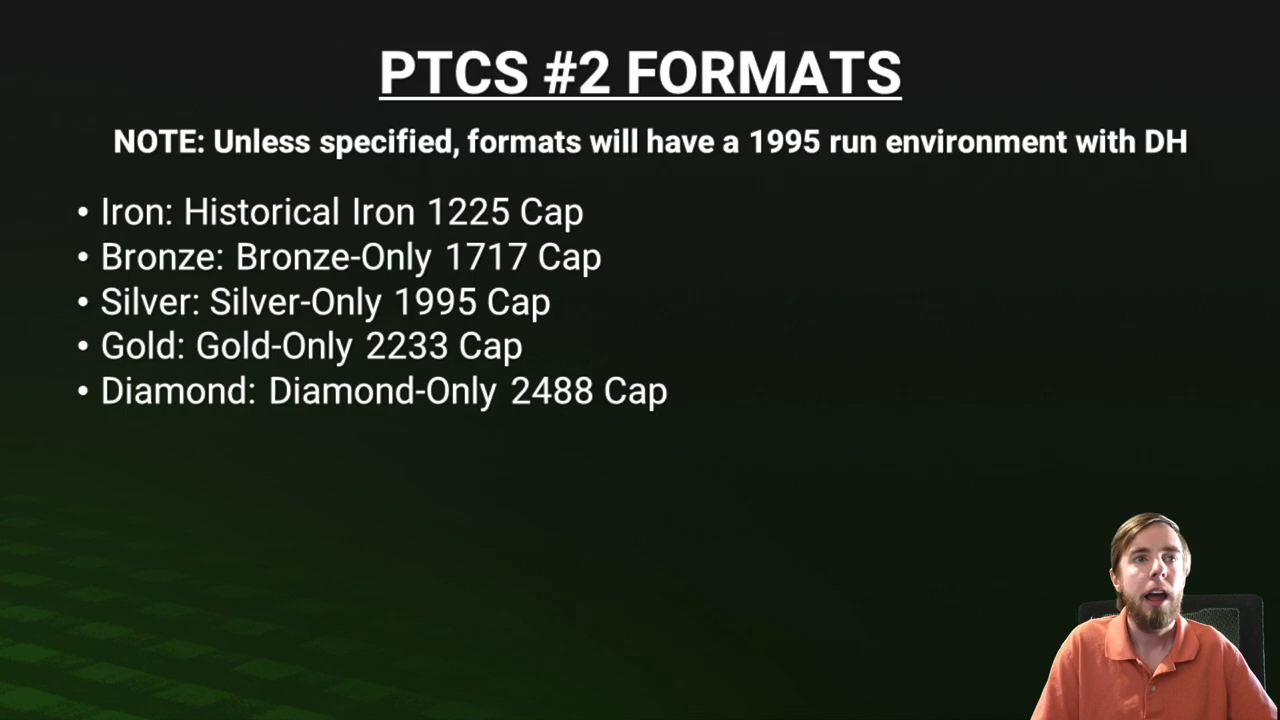 PTCS #2 FORMATS
NOTE: Unless specified, formats will have a 1995 run environment with DH
• Iron: Historical Iron 1225 Cap
• Bronze: Bronze-Only 1717 Cap
• Silver: Silver-Only 1995 Cap
• Gold: Gold-Only 2233 Cap
• Diamond: Diamond-Only 2488 Cap